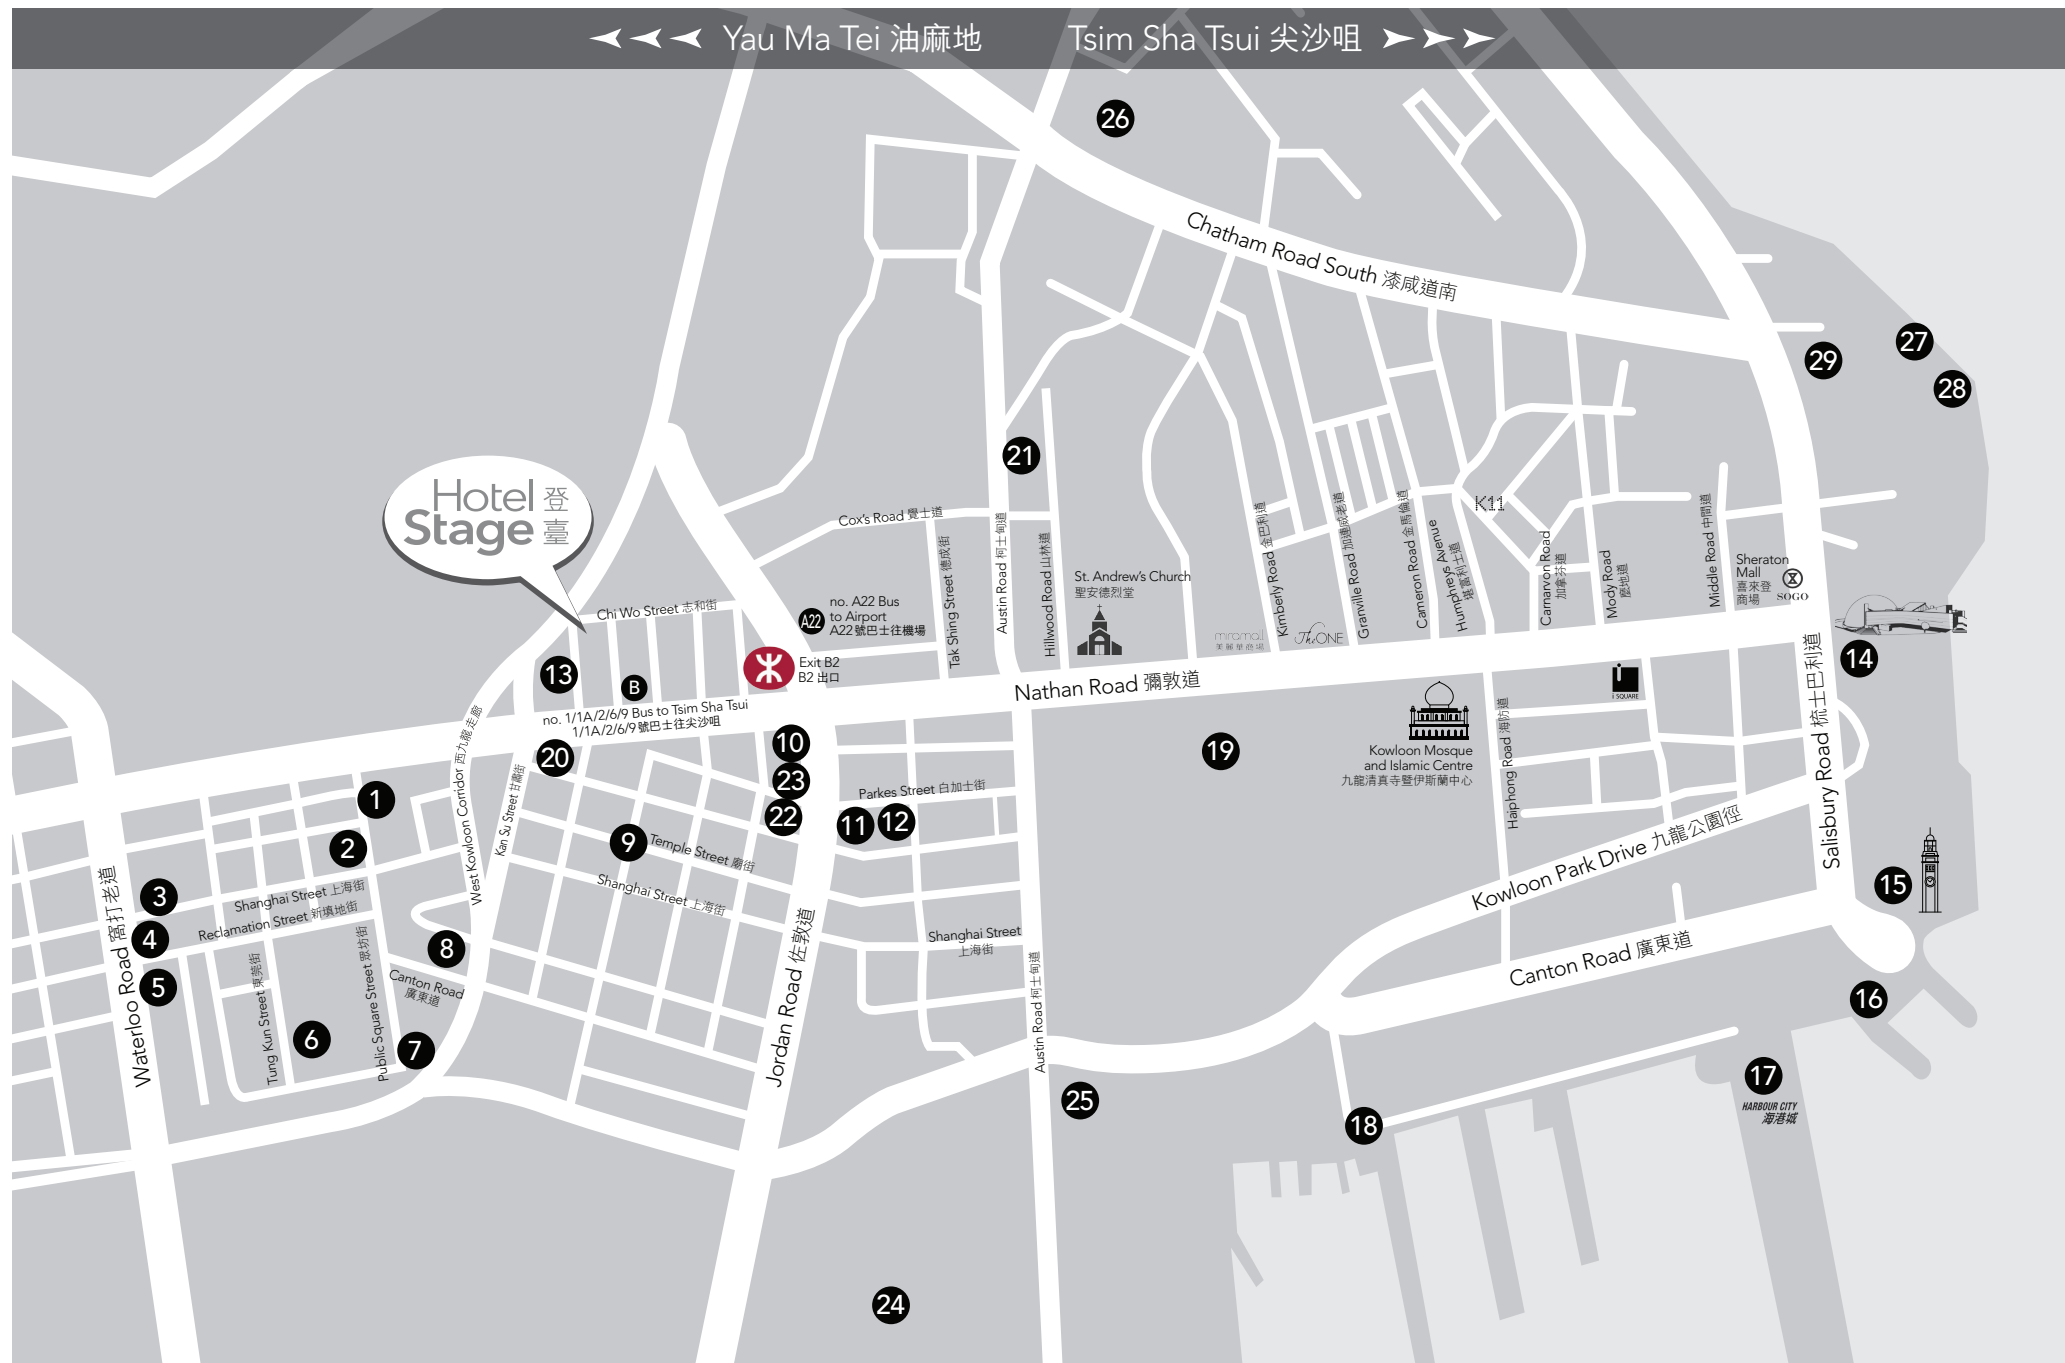 Yau Ma Tei 油麻地
Tsim Sha Tsui 尖沙咀
26
Chatham Road South 漆咸道南
27
29
28
21
Hotel 登
Stage 臺
Cox's Road 覺士道
K11
Austin Road 柯士甸道
Hillwood Road 山林道
Tak Shing Street 德成街
Kimberly Road 金巴利道
Granville Road 加連威老道
Cameron Road 金馬倫道
Humphreys Avenue
堪富利士道
Carnarvon Road
加拿芬道
Mody Road
麼地道
Middle Road 中間道
Sheraton
Mall
喜來登
商場
SOGO
St. Andrew's Church
聖安德烈堂
Chi Wo Street 志和街
A22
no. A22 Bus
to Airport
A22號巴士往機場
miramall
美麗華商場
The ONE
13
B
Exit B2
B2 出口
14
Nathan Road 彌敦道
i SQUARE
no. 1/1A/2/6/9 Bus to Tsim Sha Tsui
1/1A/2/6/9號巴士往尖沙咀
20
10
19
Kowloon Mosque
and Islamic Centre
九龍清真寺暨伊斯蘭中心
Haiphong Road 海防道
Salisbury Road 梳士巴利道
West Kowloon Corridor 西九龍走廊
Kan Su Street 甘肅街
1
23
Parkes Street 白加士街
22
11
12
2
9
Temple Street 廟街
Kowloon Park Drive 九龍公園徑
3
Shanghai Street 上海街
Shanghai Street 上海街
15
Reclamation Street 新填地街
4
8
Shanghai Street
上海街
Canton Road 廣東道
Waterloo Road 窩打老道
5
Canton Road
廣東道
16
Tung Kun Street 東莞街
Public Square Street 眾坊街
Jordan Road 佐敦道
Austin Road 柯士甸道
6
7
17
HARBOUR CITY
海港城
25
18
24